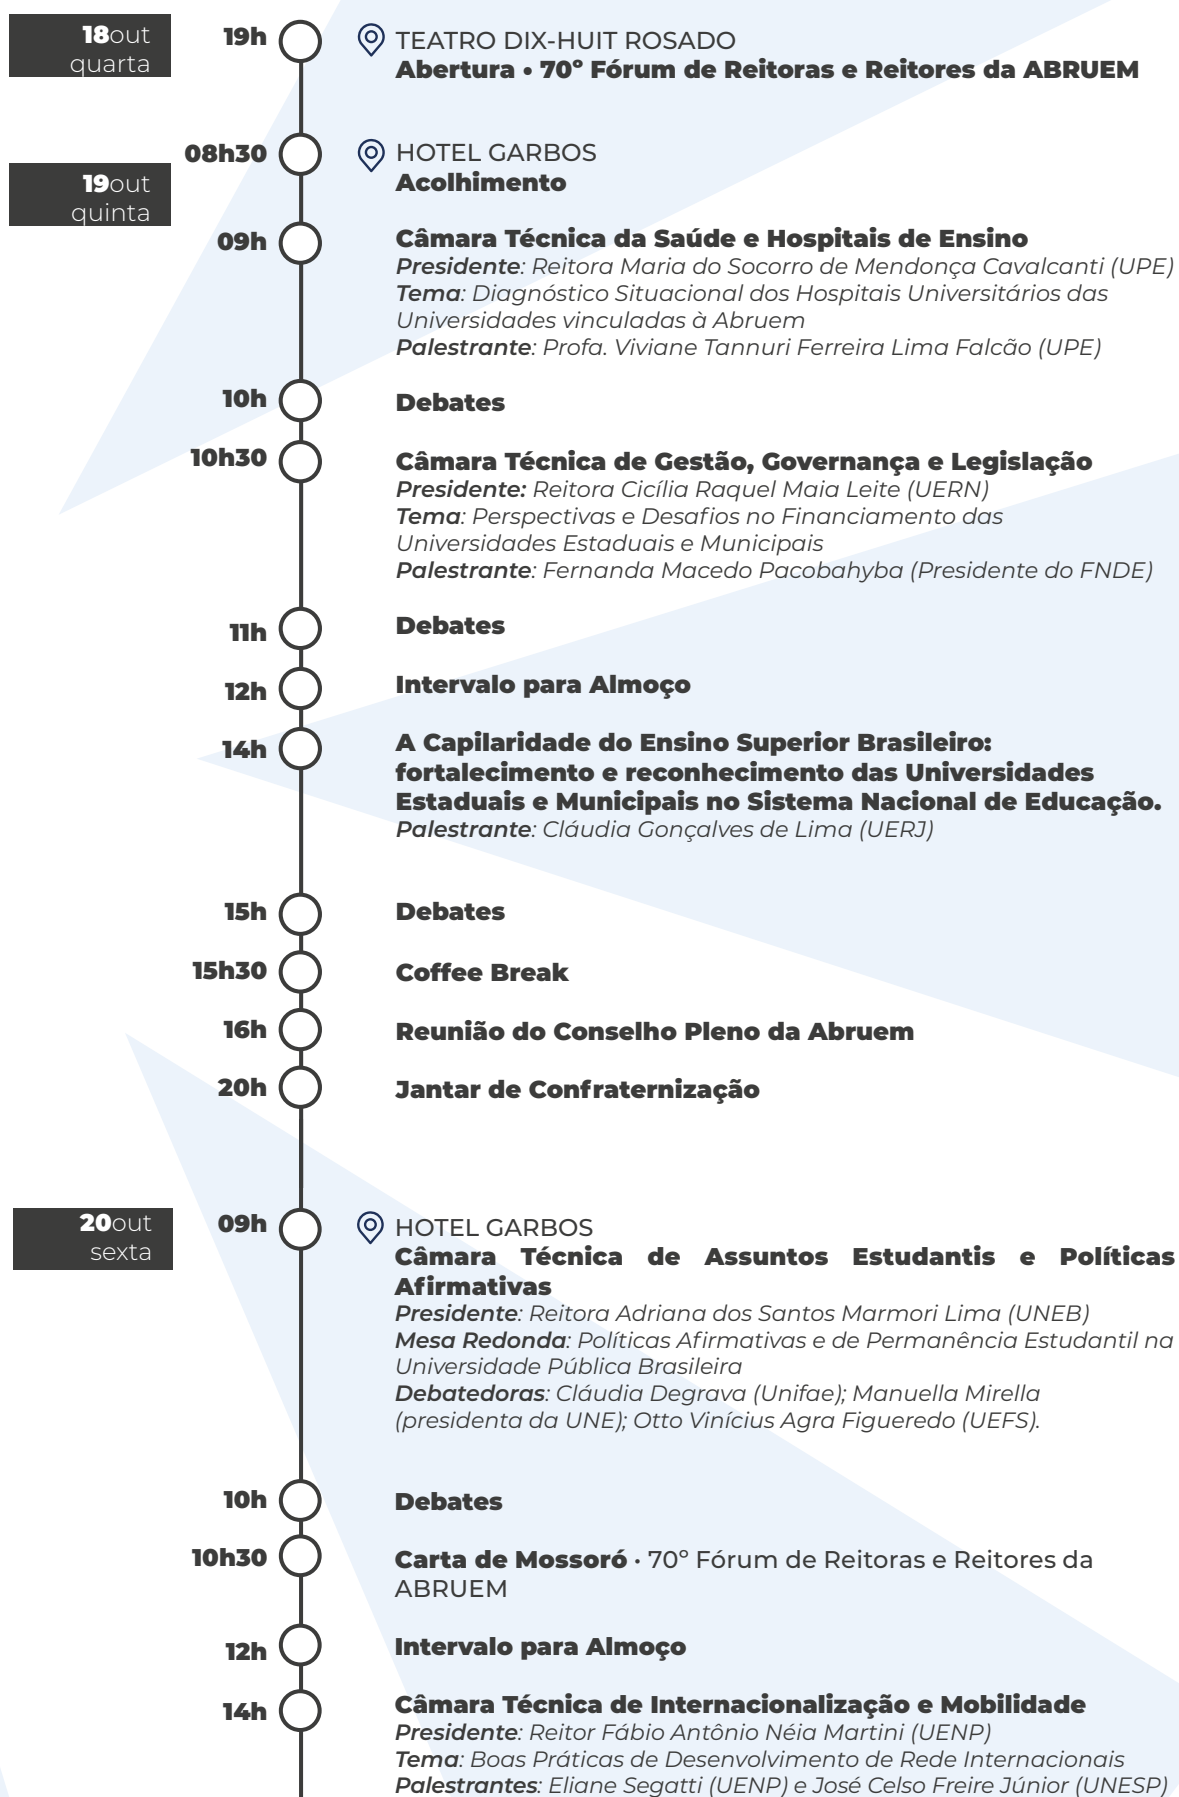 18out
quarta
19h
TEATRO DIX-HUIT ROSADO
Abertura • 70º Fórum de Reitoras e Reitores da ABRUEM
19out
quinta
08h30
HOTEL GARBOS
Acolhimento
09h
Câmara Técnica da Saúde e Hospitais de Ensino
Presidente: Reitora Maria do Socorro de Mendonça Cavalcanti (UPE)
Tema: Diagnóstico Situacional dos Hospitais Universitários das
Universidades vinculadas à Abruem
Palestrante: Profa. Viviane Tannuri Ferreira Lima Falcão (UPE)
10h
Debates
10h30
Câmara Técnica de Gestão, Governança e Legislação
Presidente: Reitora Cicília Raquel Maia Leite (UERN)
Tema: Perspectivas e Desafios no Financiamento das
Universidades Estaduais e Municipais
Palestrante: Fernanda Macedo Pacobahyba (Presidente do FNDE)
11h
Debates
12h
Intervalo para Almoço
14h
A Capilaridade do Ensino Superior Brasileiro:
fortalecimento e reconhecimento das Universidades
Estaduais e Municipais no Sistema Nacional de Educação.
Palestrante: Cláudia Gonçalves de Lima (UERJ)
15h
Debates
15h30
Coffee Break
16h
Reunião do Conselho Pleno da Abruem
20h
Jantar de Confraternização
20out
sexta
09h
HOTEL GARBOS
Câmara Técnica de Assuntos Estudantis e Políticas
Afirmativas
Presidente: Reitora Adriana dos Santos Marmori Lima (UNEB)
Mesa Redonda: Políticas Afirmativas e de Permanência Estudantil na
Universidade Pública Brasileira
Debatedoras: Cláudia Degrava (Unifae); Manuella Mirella
(presidenta da UNE); Otto Vinícius Agra Figueredo (UEFS).
10h
Debates
10h30
Carta de Mossoró · 70º Fórum de Reitoras e Reitores da
ABRUEM
12h
Intervalo para Almoço
14h
Câmara Técnica de Internacionalização e Mobilidade
Presidente: Reitor Fábio Antônio Néia Martini (UENP)
Tema: Boas Práticas de Desenvolvimento de Rede Internacionais
Palestrantes: Eliane Segatti (UENP) e José Celso Freire Júnior (UNESP)